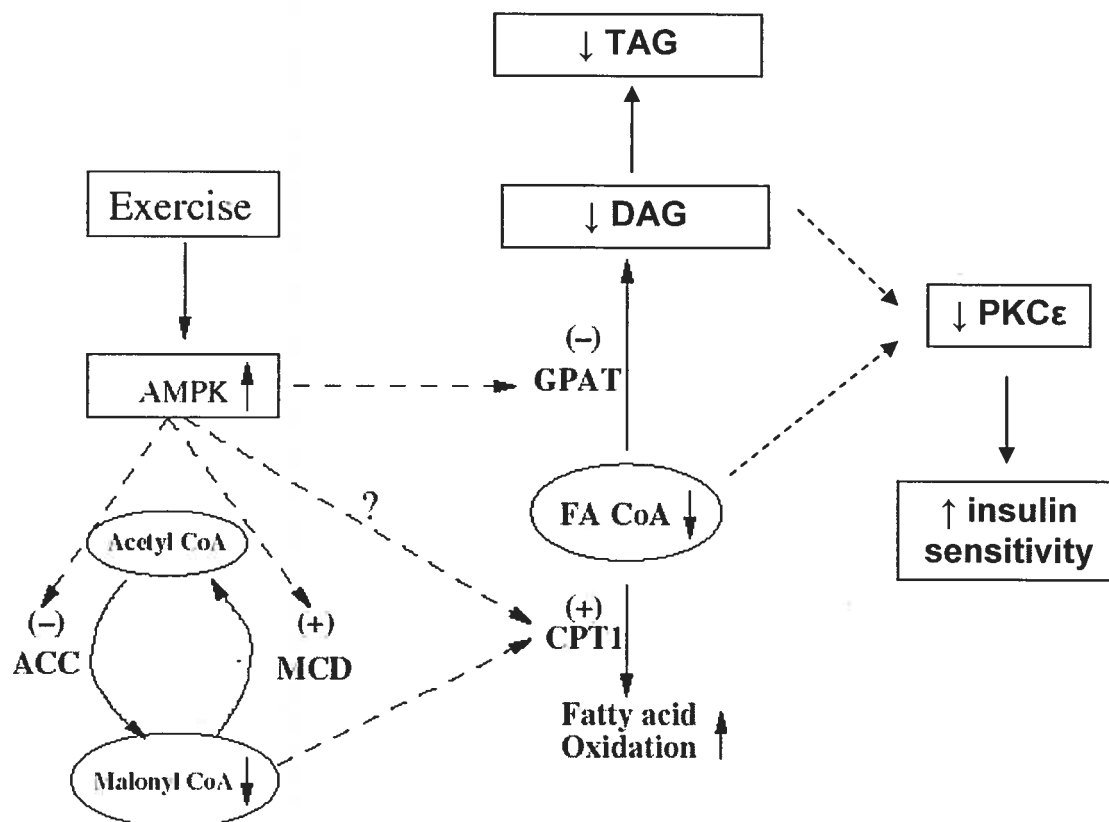 ↓ TAG
Exercise
↓ DAG
↓ PKCε
(–)
GPAT
AMPK ↑
?
FA CoA ↓
↑ insulin
sensitivity
Acetyl CoA
(–)
ACC
(+)
MCD
(+)
CPT1
Fatty acid
Oxidation ↑
Malonyl CoA ↓